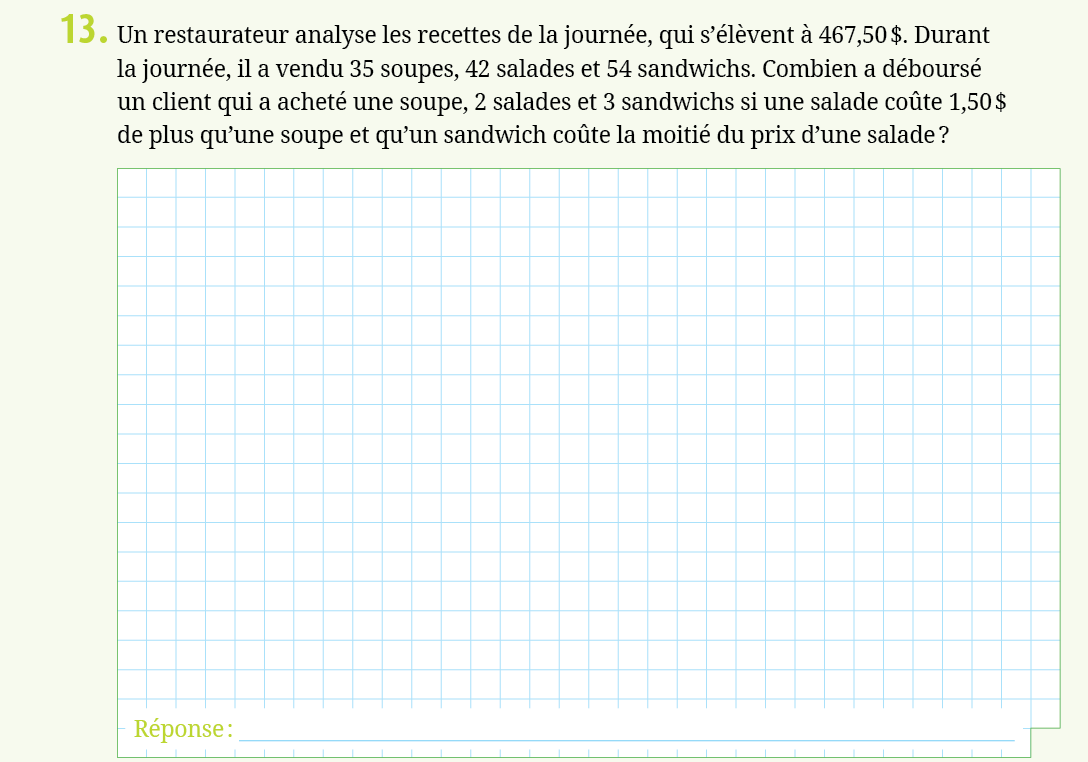 13. Un restaurateur analyse les recettes de la journée, qui s’élèvent à 467,50 $. Durant
la journée, il a vendu 35 soupes, 42 salades et 54 sandwichs. Combien a déboursé
un client qui a acheté une soupe, 2 salades et 3 sandwichs si une salade coûte 1,50 $
de plus qu’une soupe et qu’un sandwich coûte la moitié du prix d’une salade ?
Réponse :